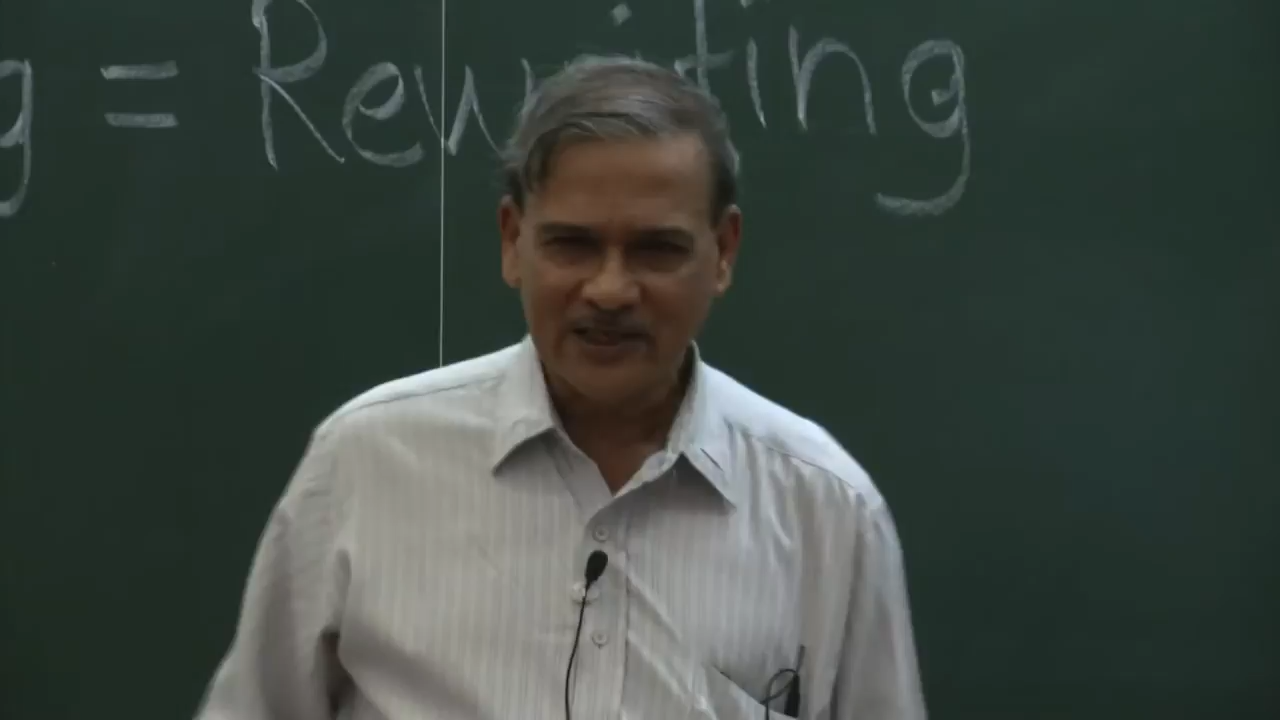 g = Rewriting